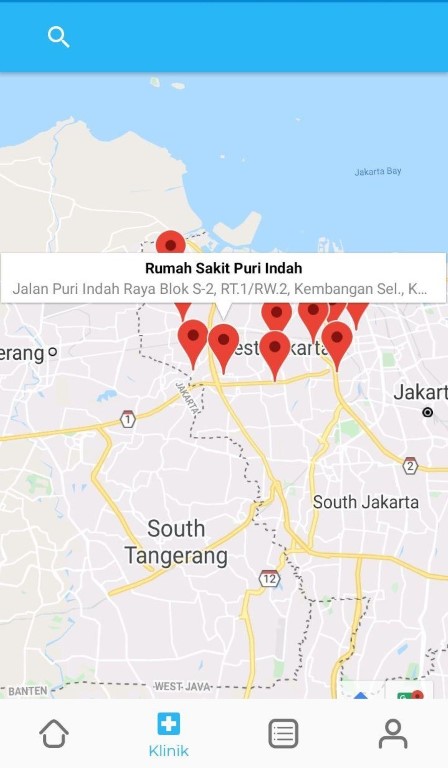 Jakarta Bay
Rumah Sakit Puri Indah
Jalan Puri Indah Raya Blok S-2, RT.1/RW.2, Kembangan Sel., K...
erang
est Jakarta
Jakart
JAKARTA
1
2
South Jakarta
South
Tangerang
12
BANTEN
WEST JAVA
Klinik